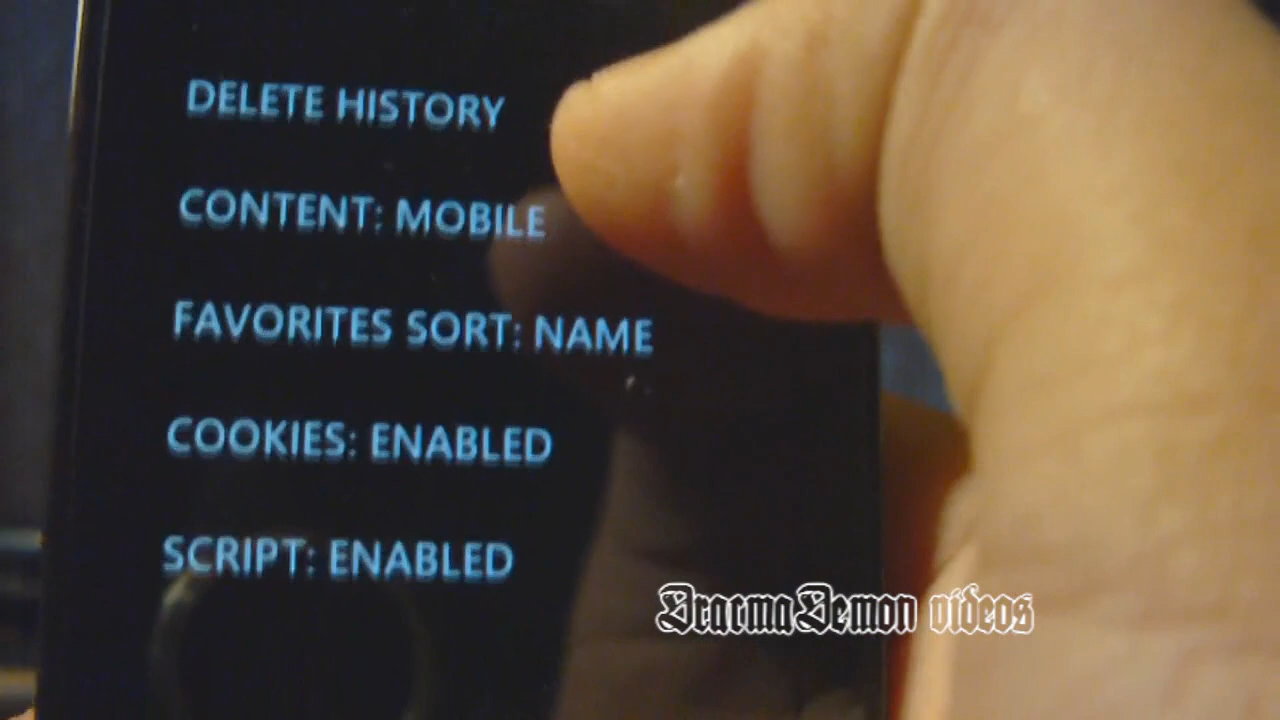 DELETE HISTORY
CONTENT: MOBILE
FAVORITES SORT: NAME
COOKIES: ENABLED
SCRIPT: ENABLED
DracmaDemon videos